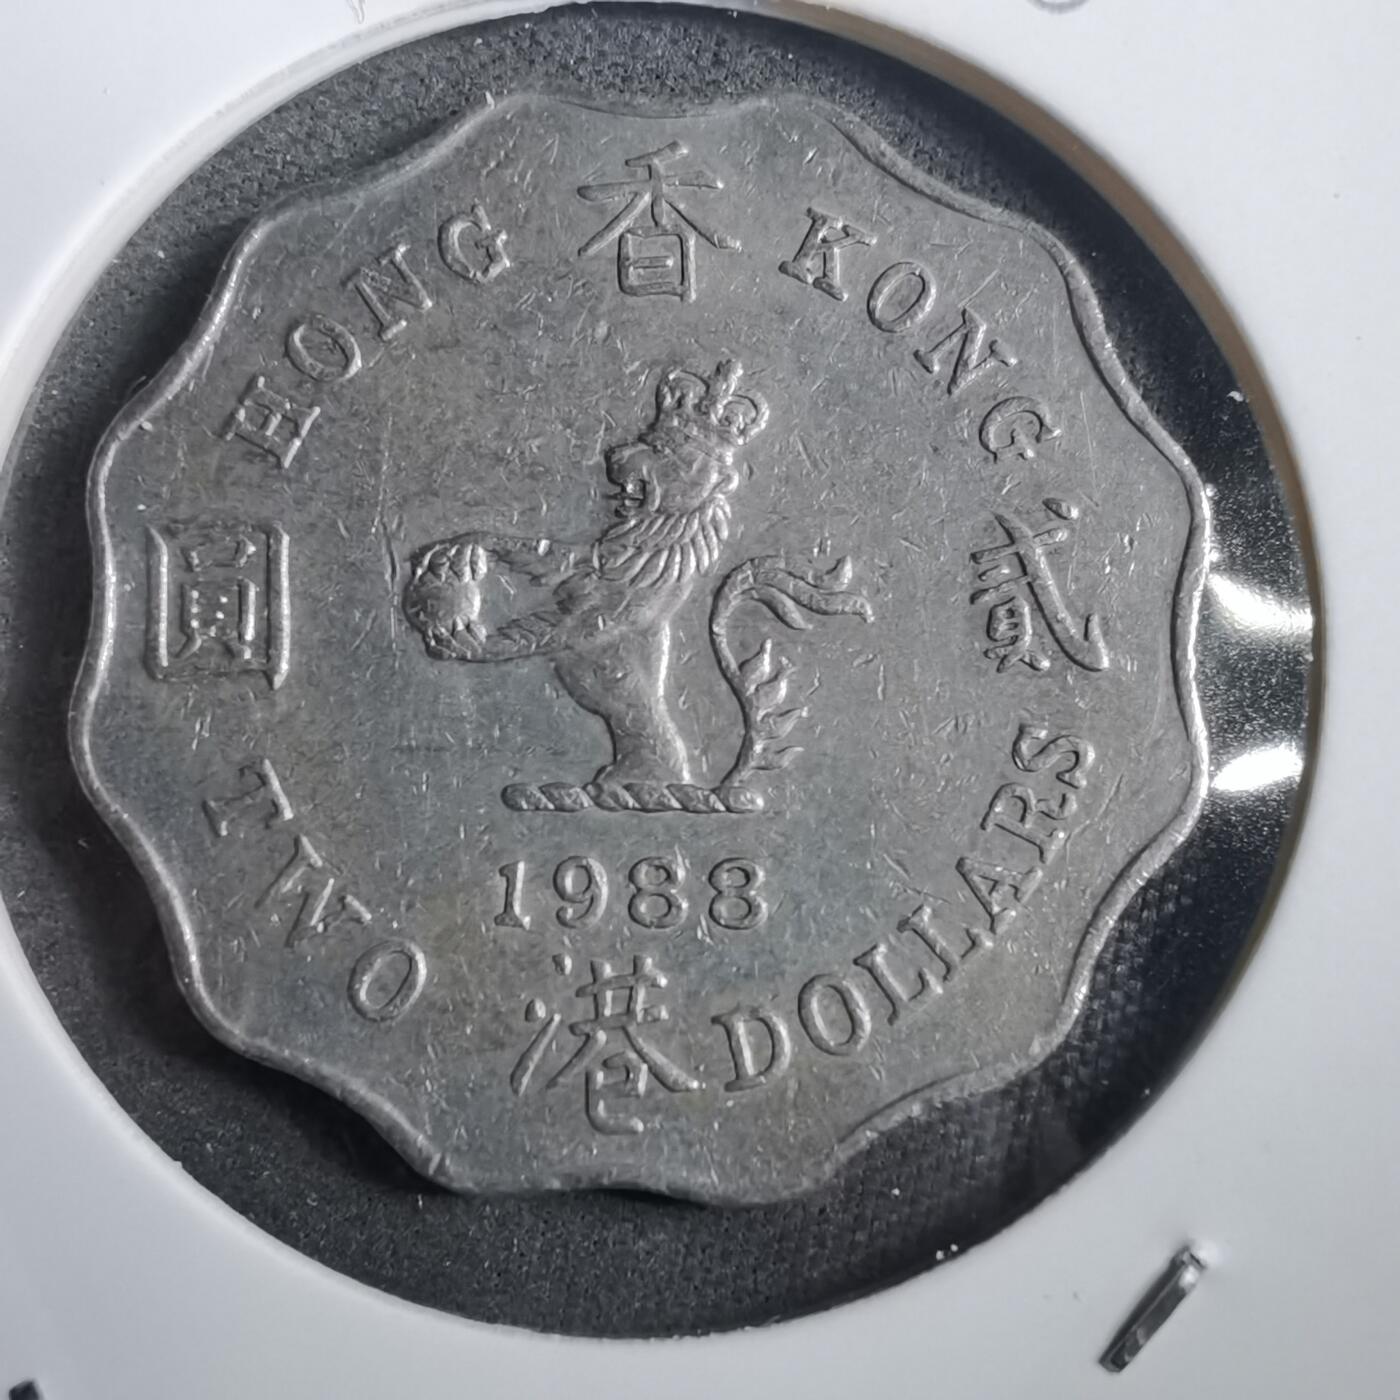 HONG KONG
香港
貳圓
1988
TWO DOLLARS